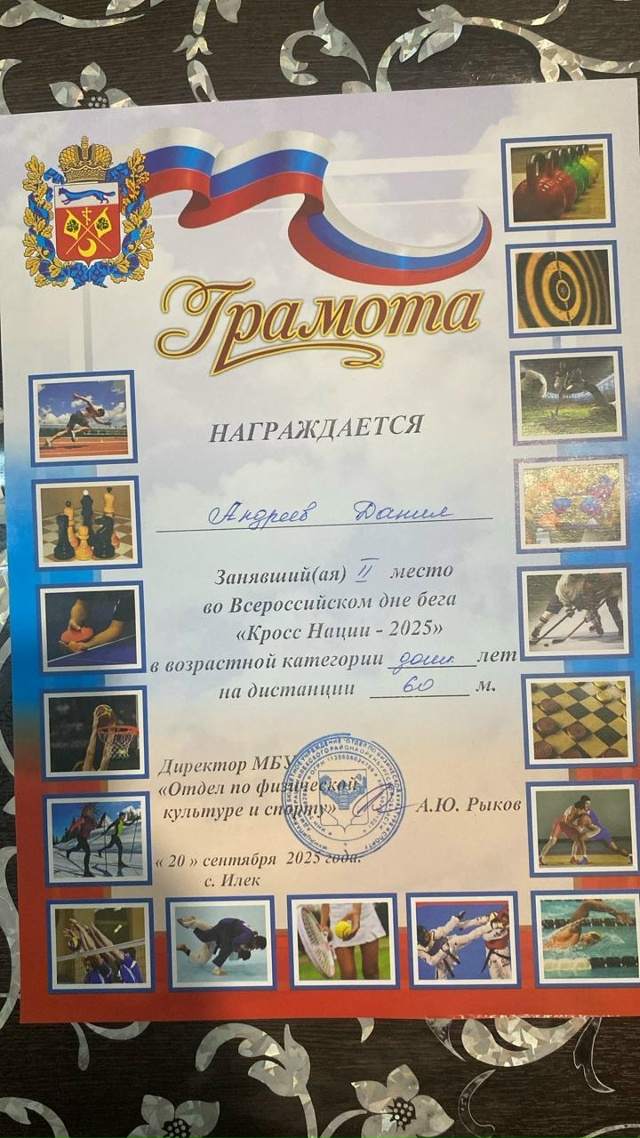 Грамота
НАГРАЖДАЕТСЯ
Андреев Данил
Занявший(ая) II место
во Всероссийском дне бега
«Кросс Нации - 2025»
в возрастной категории дошк. лет
на дистанции 60 м.
Директор МБУ
«Отдел по физической
культуре и спорту» А.Ю. Рыков
« 20 » сентября 2025 года.
с. Илек